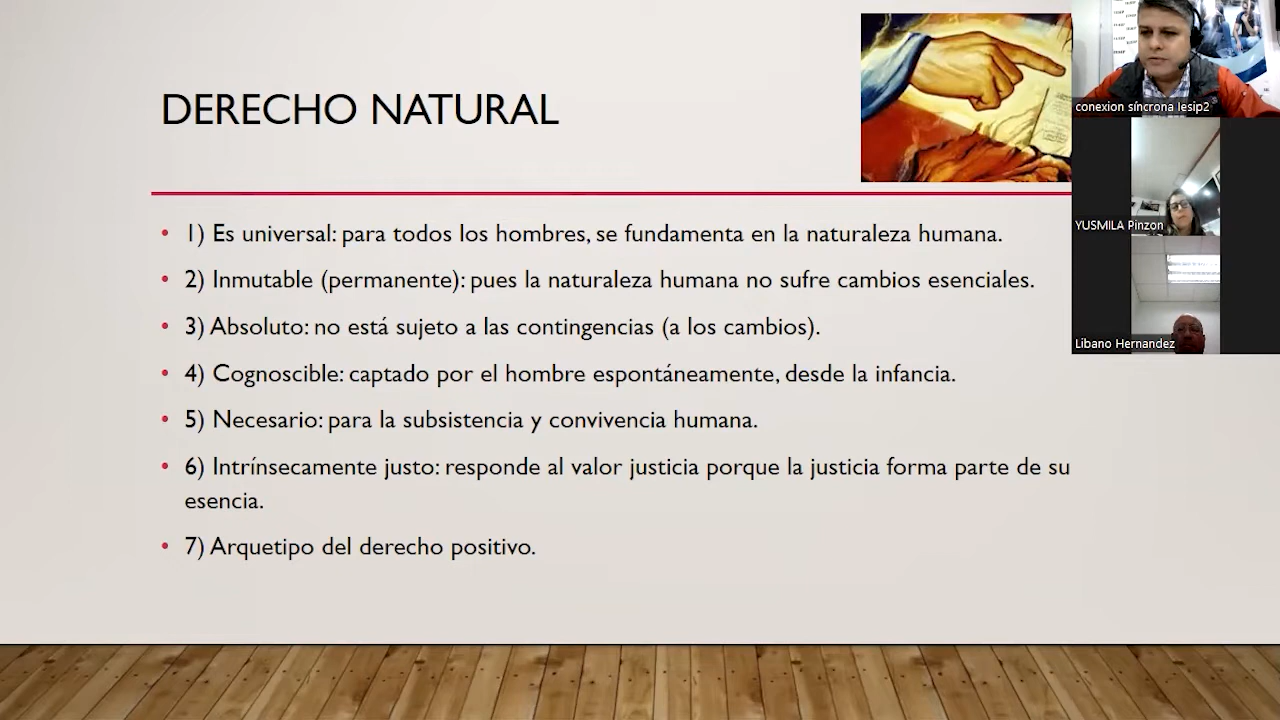 DERECHO NATURAL
• 1) Es universal: para todos los hombres, se fundamenta en la naturaleza humana.
• 2) Inmutable (permanente): pues la naturaleza humana no sufre cambios esenciales.
• 3) Absoluto: no está sujeto a las contingencias (a los cambios).
• 4) Cognoscible: captado por el hombre espontáneamente, desde la infancia.
• 5) Necesario: para la subsistencia y convivencia humana.
• 6) Intrínsecamente justo: responde al valor justicia porque la justicia forma parte de su
esencia.
• 7) Arquetipo del derecho positivo.
conexion síncrona lesip2
YUSMILA Pinzon
Libano Hernandez